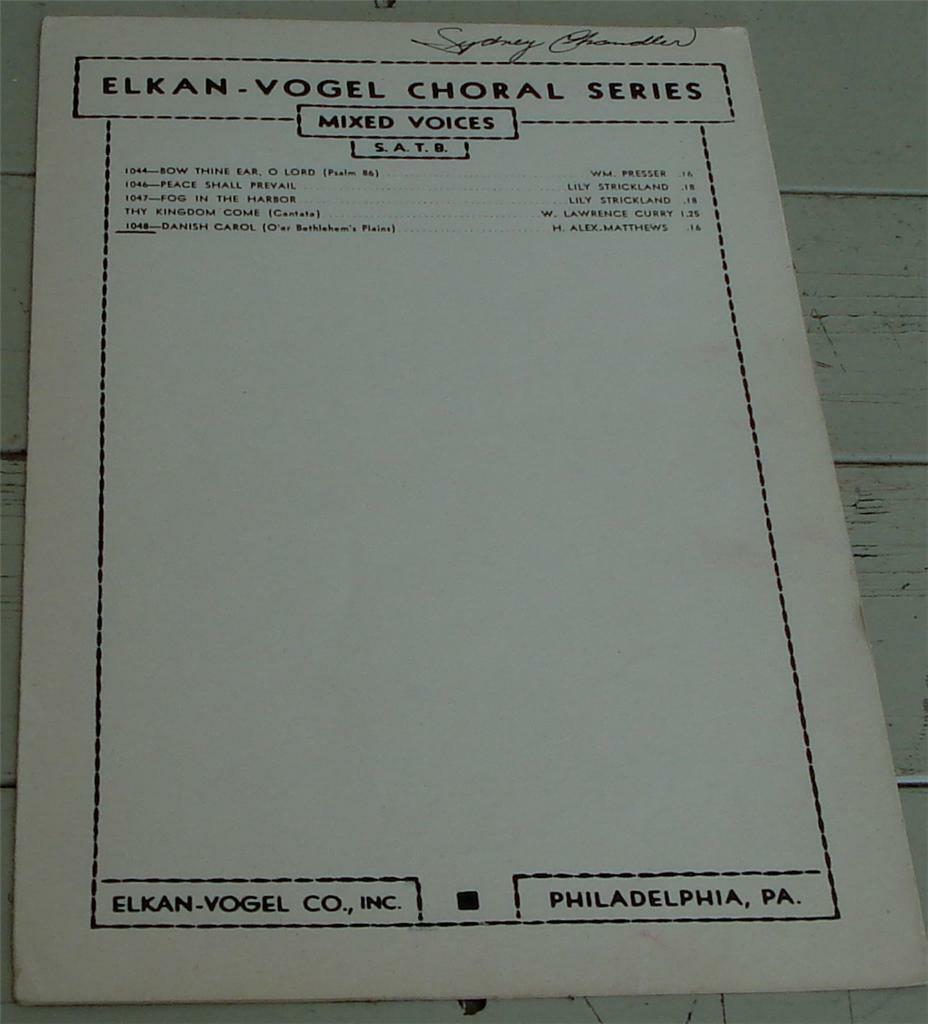 Sydney Chandler
ELKAN-VOGEL CHORAL SERIES
MIXED VOICES
S. A. T. B.
1044—BOW THINE EAR, O LORD (Psalm 86) WM. PRESSER .16
1046—PEACE SHALL PREVAIL LILY STRICKLAND .18
1047—FOG IN THE HARBOR LILY STRICKLAND .18
THY KINGDOM COME (Cantata) W. LAWRENCE CURRY 1.25
1048—DANISH CAROL (O'er Bethlehem's Plains) H. ALEX. MATTHEWS .16
ELKAN-VOGEL CO., INC. PHILADELPHIA, PA.